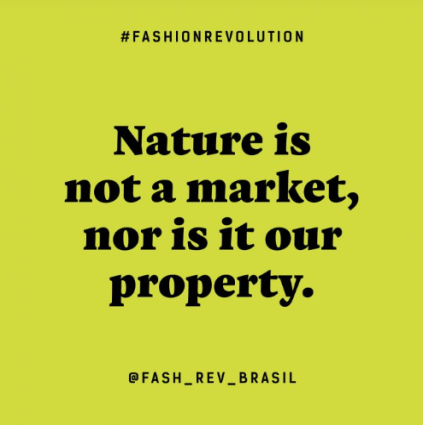 #FASHIONREVOLUTION
Nature is
not a market,
nor is it our
property.
@FASH_REV_BRASIL